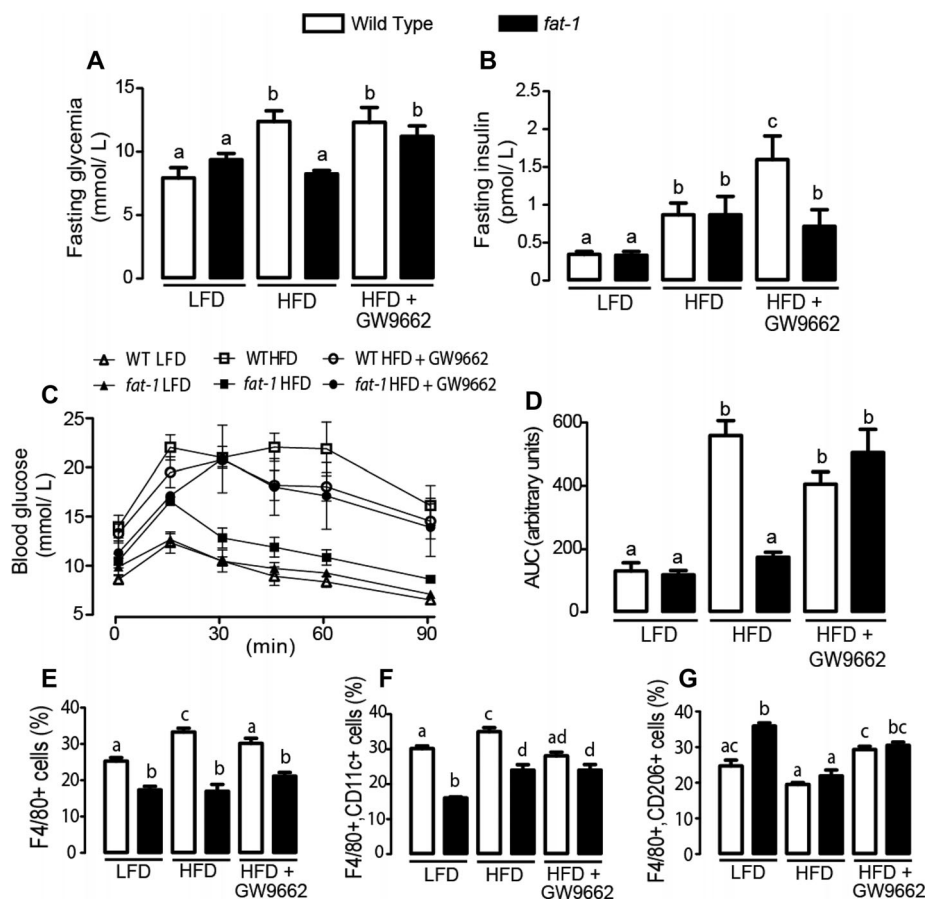 Wild Type fat-1
A
Fasting glycemia
(mmol/ L)
15
10
5
0
a a b a b b
LFD HFD HFD +
GW9662
B
Fasting insulin
(pmol/ L)
2.5
2
1.5
1
0.5
0
a a b b c b
LFD HFD HFD +
GW9662
WT LFD WTHFD WT HFD + GW9662
fat-1 LFD fat-1 HFD fat-1 HFD + GW9662
C
Blood glucose
(mmol/ L)
25
20
15
10
5
0 30 60 90
(min)
D
AUC (arbitrary units)
600
400
200
0
a a b a b b
LFD HFD HFD +
GW9662
E
F4/80+ cells (%)
40
30
20
10
0
a b c b a b
LFD HFD HFD +
GW9662
F
F4/80+,CD11c+ cells (%)
40
30
20
10
0
a b c d ad d
LFD HFD HFD +
GW9662
G
F4/80+,CD206+ cells (%)
40
30
20
10
0
ac b a a c bc
LFD HFD HFD +
GW9662